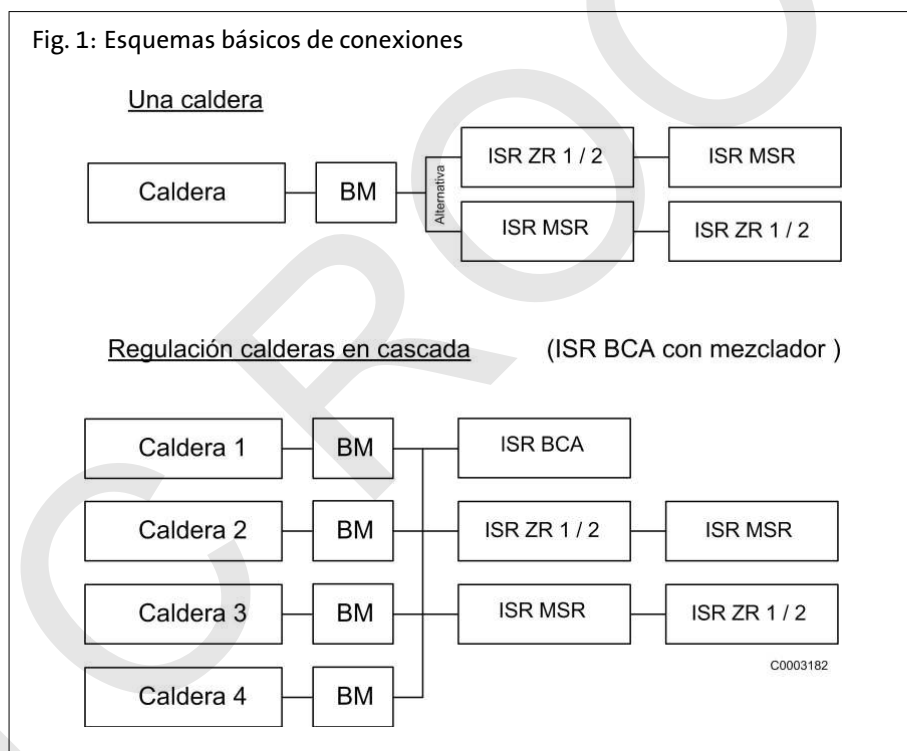 Fig. 1: Esquemas básicos de conexiones
Una caldera
Caldera
BM
Alternativa
ISR ZR 1 / 2
ISR MSR
ISR MSR
ISR ZR 1 / 2
Regulación calderas en cascada (ISR BCA con mezclador )
Caldera 1 BM ISR BCA
Caldera 2 BM ISR ZR 1 / 2 ISR MSR
Caldera 3 BM ISR MSR ISR ZR 1 / 2
C0003182
Caldera 4 BM
C ROC